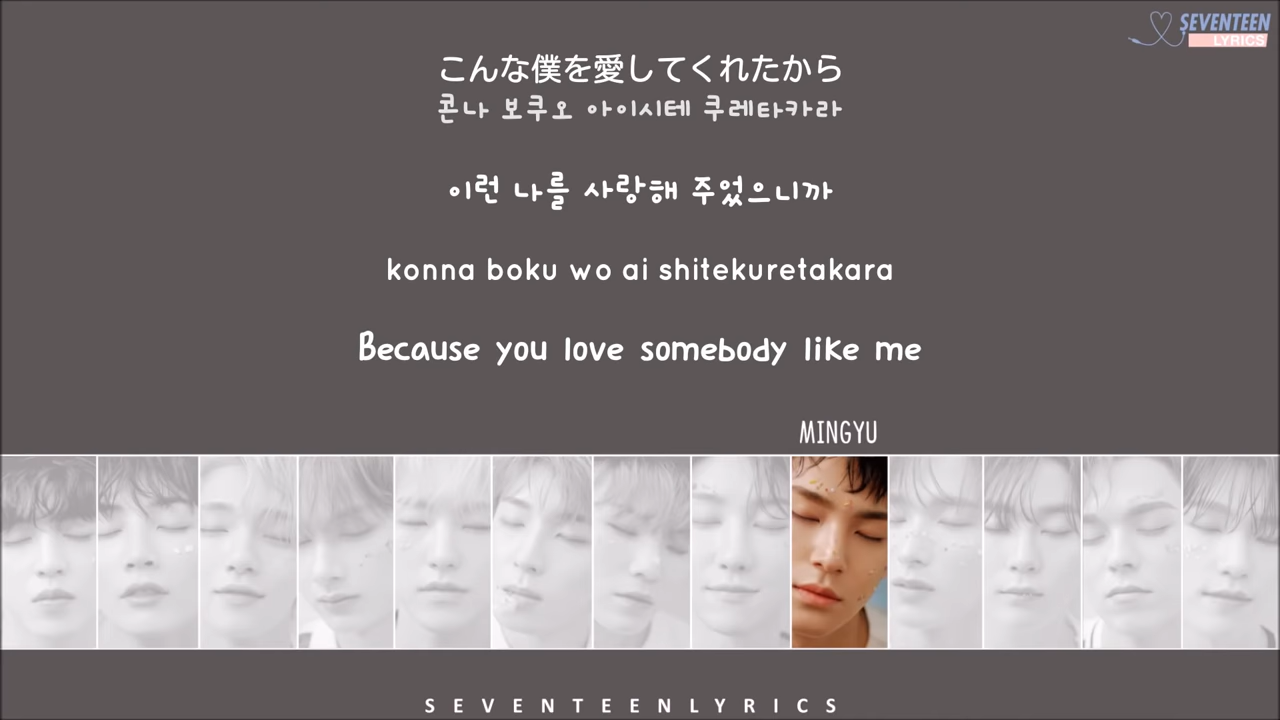 SEVENTEEN
LYRICS
こんな僕を愛してくれたから
콘나 보쿠오 아이시테 쿠레타카라
이런 나를 사랑해 주었으니까
konna boku wo ai shitekuretakara
Because you love somebody like me
MINGYU
SEVENTEENLYRICS